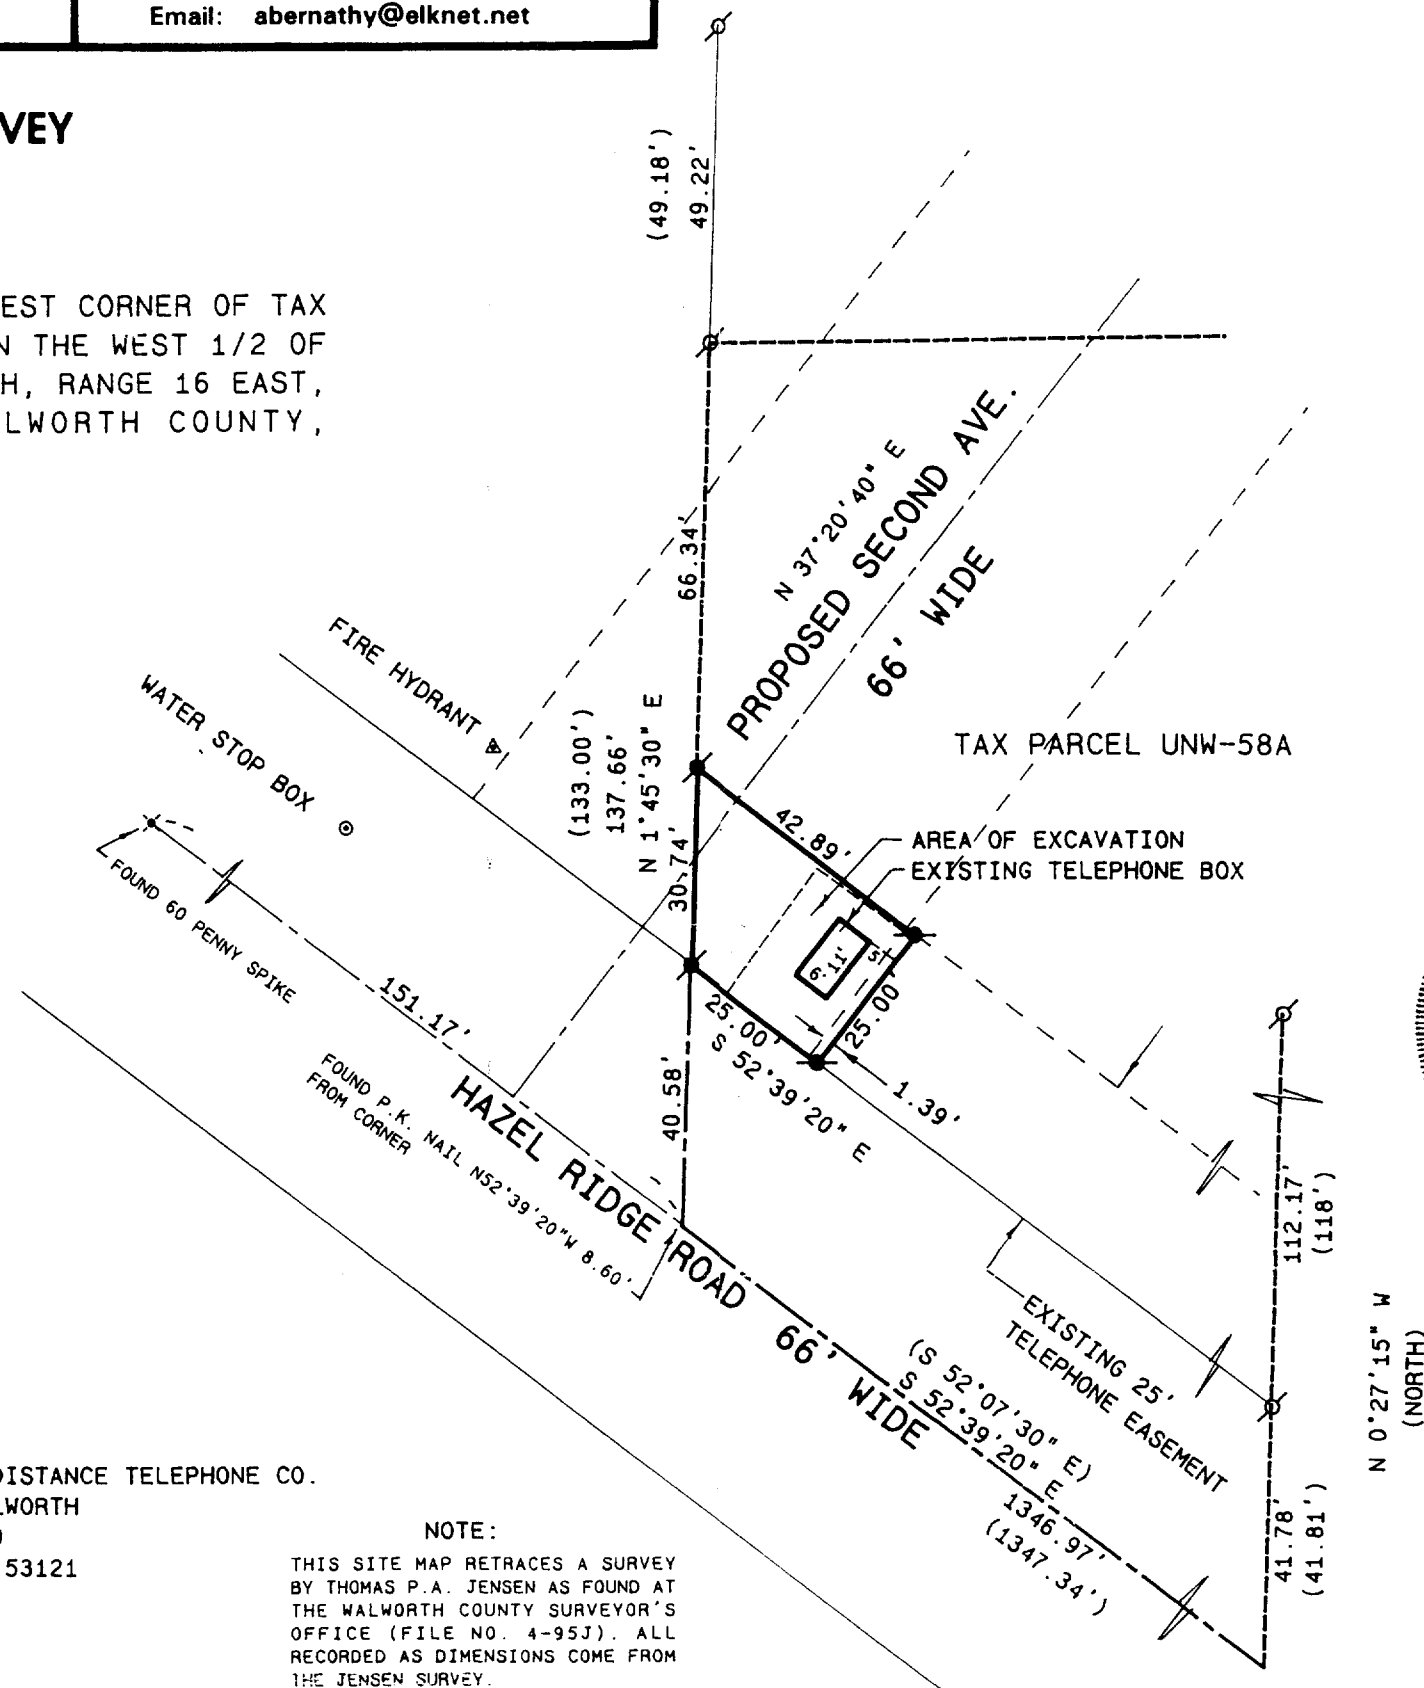 Email: abernathy@elknet.net
VEY
EST CORNER OF TAX
N THE WEST 1/2 OF
H, RANGE 16 EAST,
LWORTH COUNTY,
(49.18')
49.22'
66.34'
N 37°20'40" E
PROPOSED SECOND AVE.
66' WIDE
FIRE HYDRANT
WATER STOP BOX
(133.00')
137.66'
N 1°45'30" E
30.74'
TAX PARCEL UNW-58A
42.89'
AREA OF EXCAVATION
EXISTING TELEPHONE BOX
6'
11'
5'
FOUND 60 PENNY SPIKE
151.17'
25.00'
S 52°39'20" E
25.00'
1.39'
40.58'
FOUND P.K. NAIL N52°39'20"W 8.60'
FROM CORNER
HAZEL RIDGE ROAD 66' WIDE
112.17'
(118')
EXISTING 25'
TELEPHONE EASEMENT
N 0°27'15" W
(NORTH)
(S 52°07'30" E)
S 52°39'20" E
1346.97'
(1347.34')
41.78'
(41.81')
DISTANCE TELEPHONE CO.
LWORTH
53121
NOTE:
THIS SITE MAP RETRACES A SURVEY
BY THOMAS P.A. JENSEN AS FOUND AT
THE WALWORTH COUNTY SURVEYOR'S
OFFICE (FILE NO. 4-95J). ALL
RECORDED AS DIMENSIONS COME FROM
THE JENSEN SURVEY.